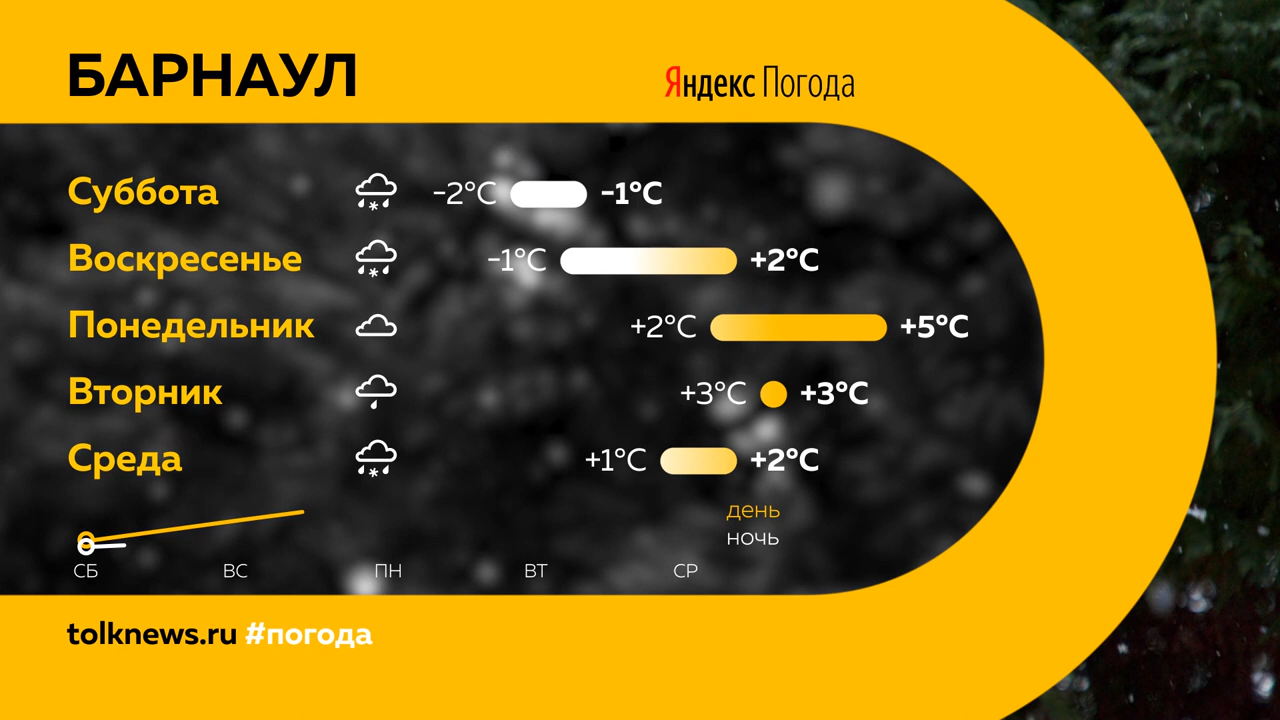 БАРНАУЛ
Яндекс Погода
Суббота -2°C -1°C
Воскресенье -1°C +2°C
Понедельник +2°C +5°C
Вторник +3°C +3°C
Среда +1°C +2°C
день
ночь
СБ ВС ПН ВТ СР
tolknews.ru #погода